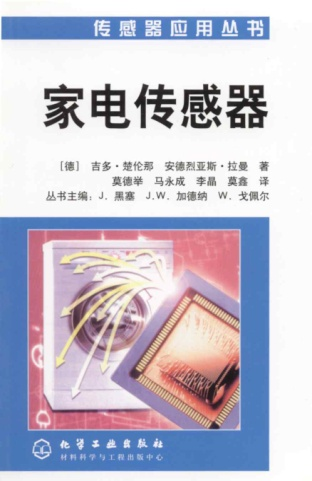 传感器应用丛书
家电传感器
[德] 吉多·楚伦那 安德烈亚斯·拉曼 著
莫德举 马永成 李晶 莫鑫 译
丛书主编：J. 黑塞 J.W. 加德纳 W. 戈佩尔
化学工业出版社
材料科学与工程出版中心